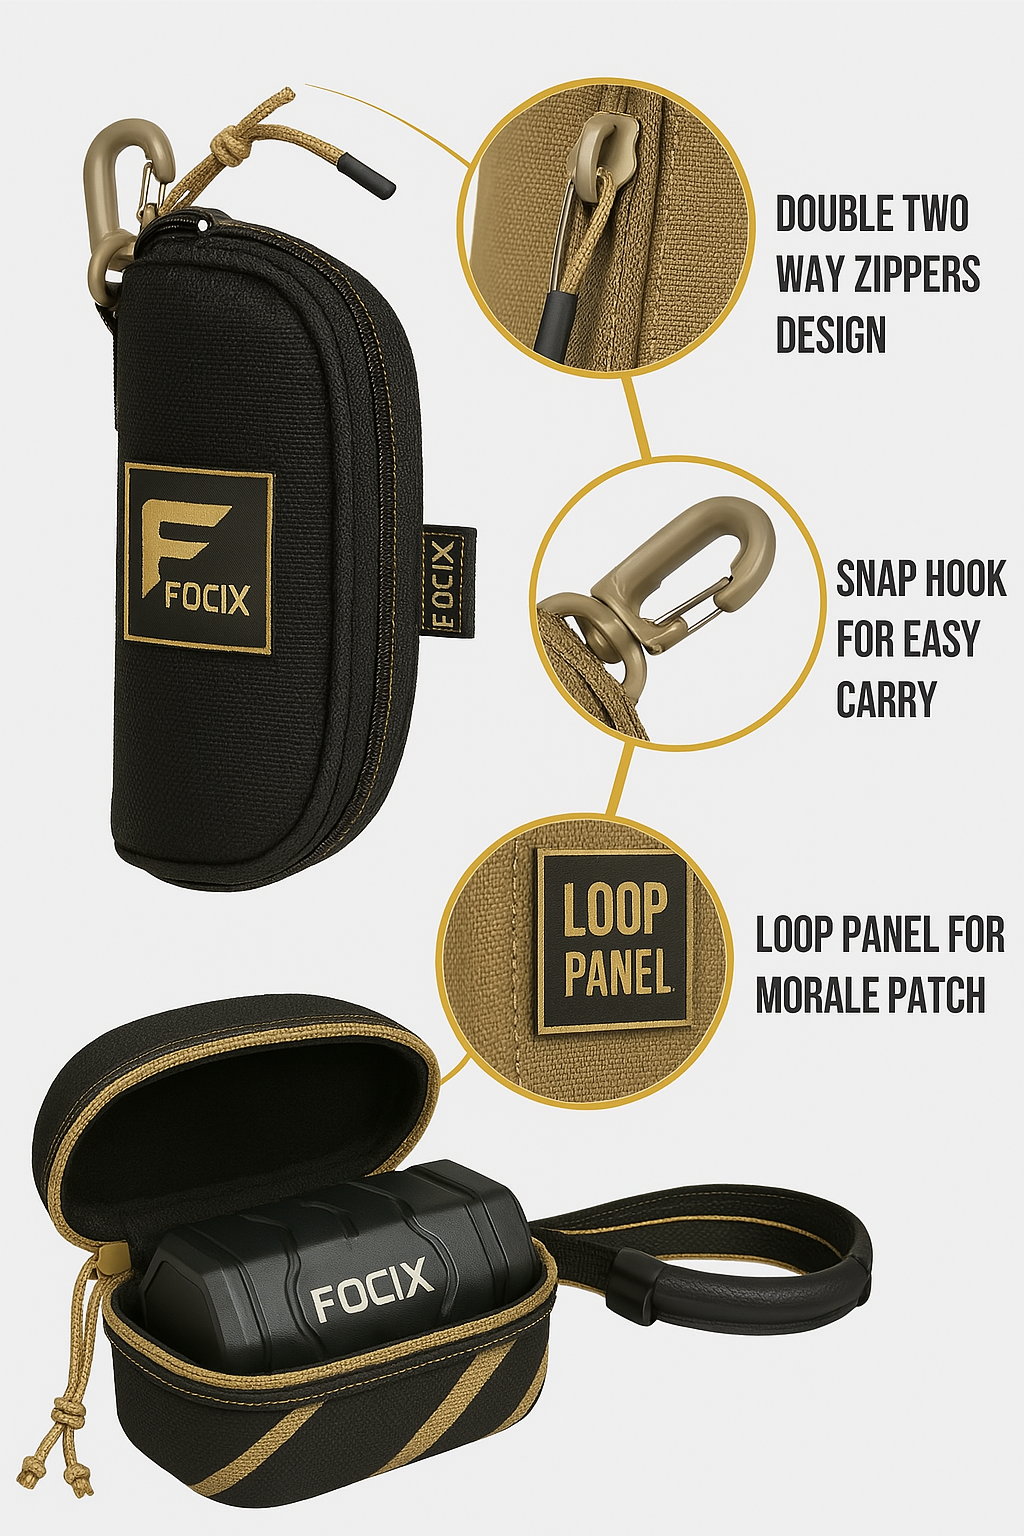 DOUBLE TWO
WAY ZIPPERS
DESIGN
FOCIX
FOCIX
SNAP HOOK
FOR EASY
CARRY
LOOP
PANEL
LOOP PANEL FOR
MORALE PATCH
FOCIX